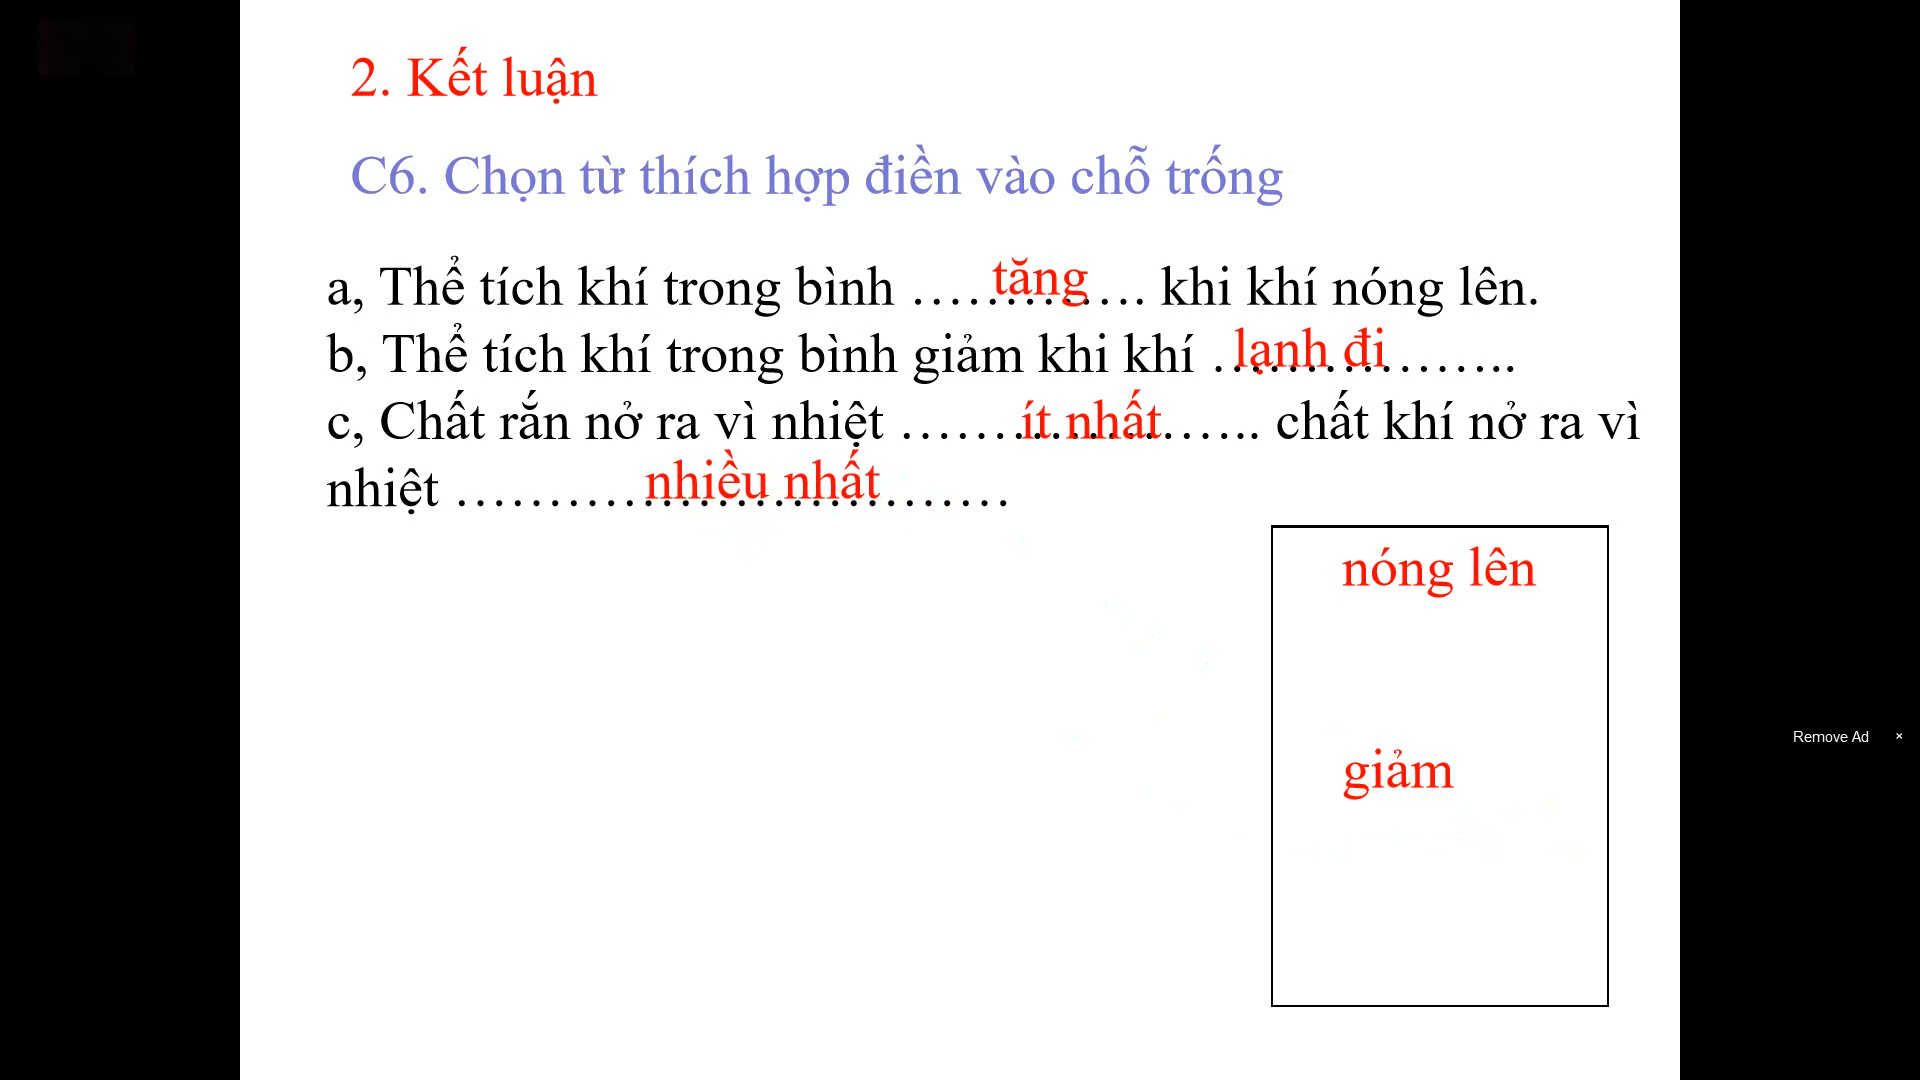 2. Kết luận
C6. Chọn từ thích hợp điền vào chỗ trống
a, Thể tích khí trong bình …………. khi khí nóng lên.
tăng
b, Thể tích khí trong bình giảm khi khí ……………..
lạnh đi
c, Chất rắn nở ra vì nhiệt ……………….. chất khí nở ra vì
ít nhất
nhiệt …………………………
nhiều nhất
nóng lên
giảm
Remove Ad ×